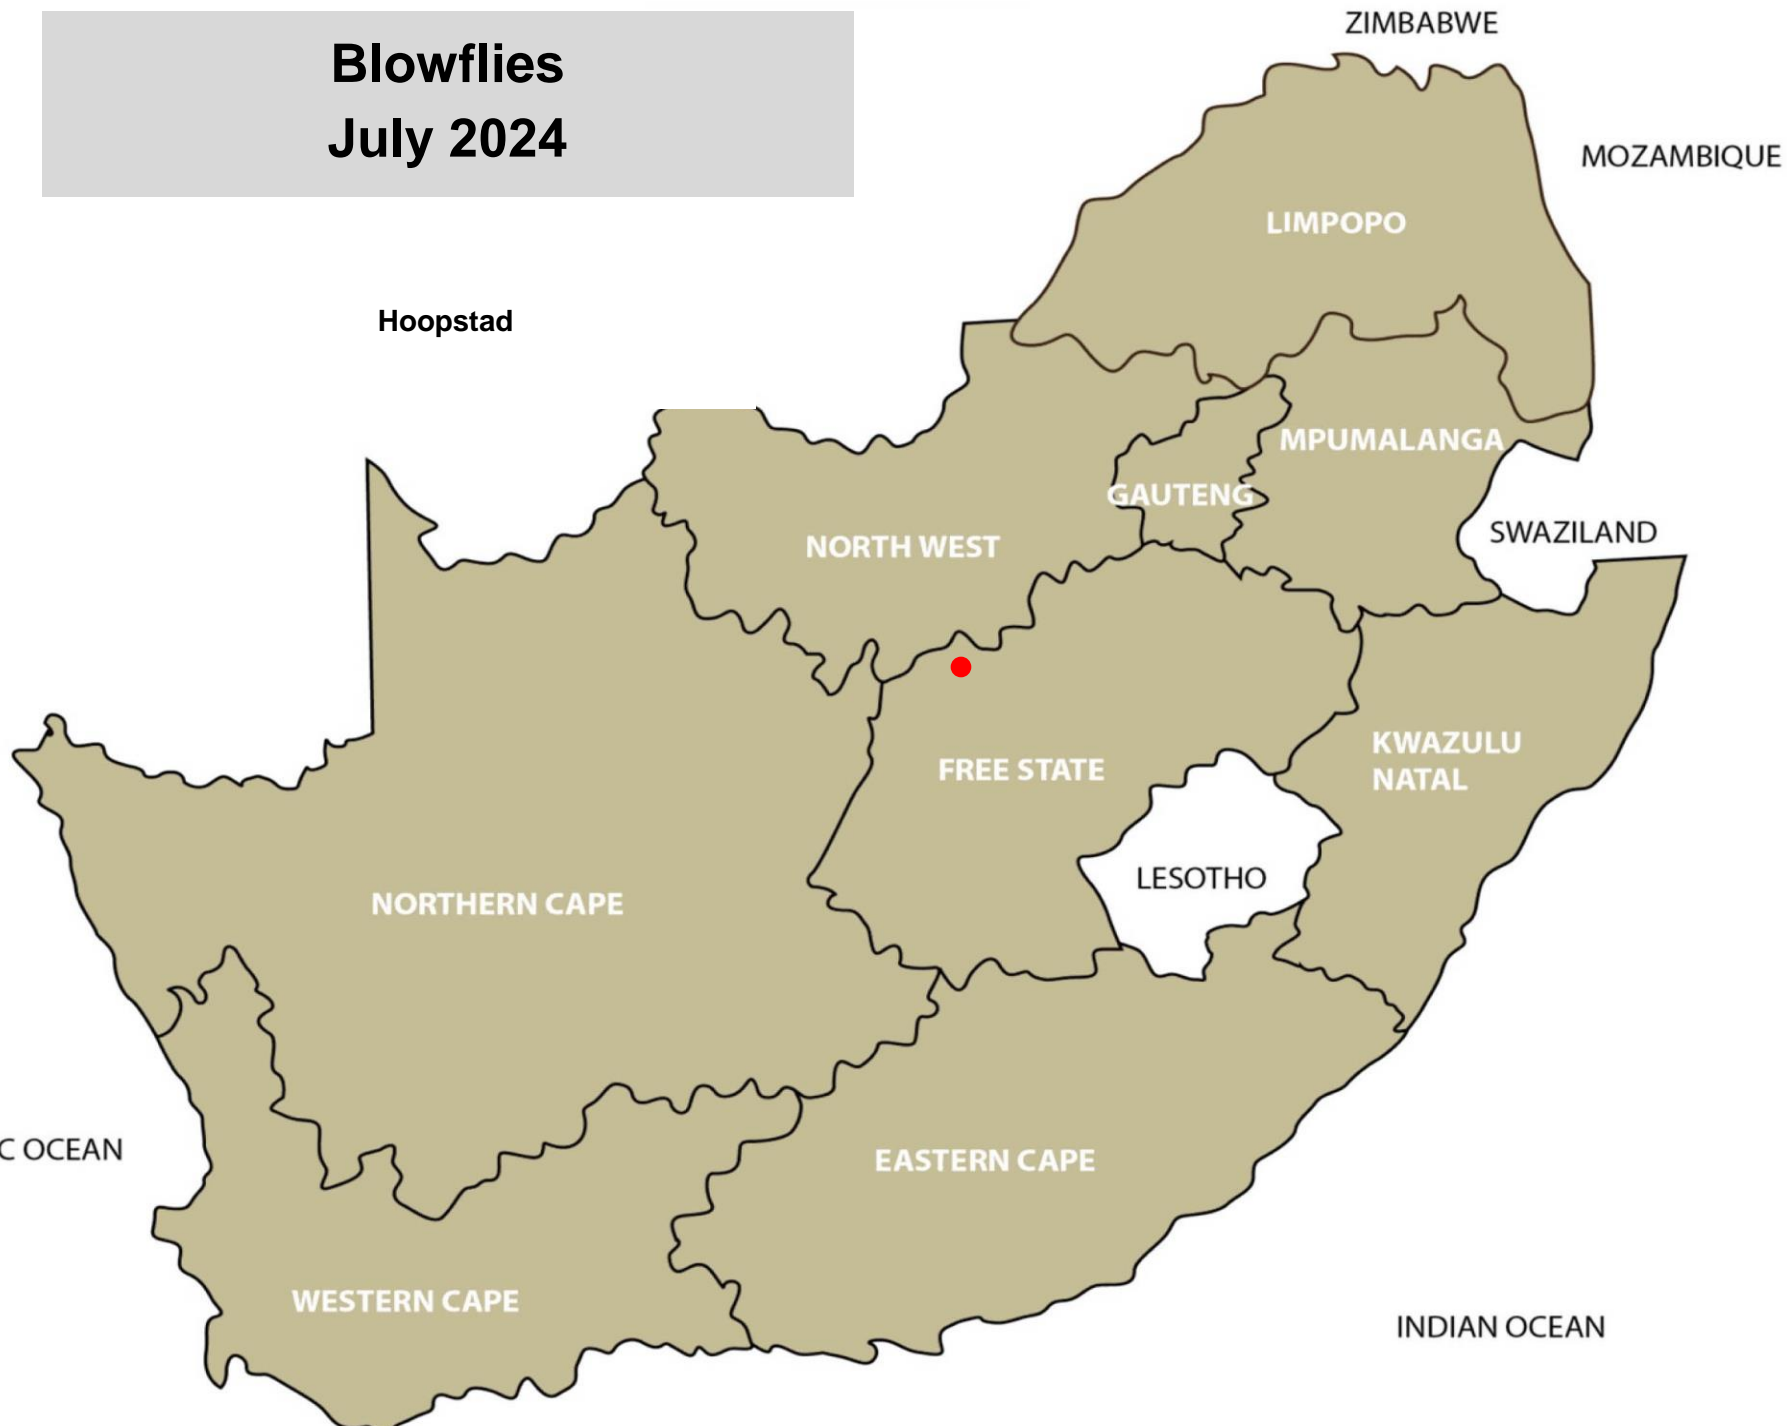 Blowflies
July 2024
ZIMBABWE
MOZAMBIQUE
LIMPOPO
Hoopstad
MPUMALANGA
GAUTENG
SWAZILAND
NORTH WEST
KWAZULU
NATAL
FREE STATE
LESOTHO
NORTHERN CAPE
C OCEAN
EASTERN CAPE
WESTERN CAPE
INDIAN OCEAN